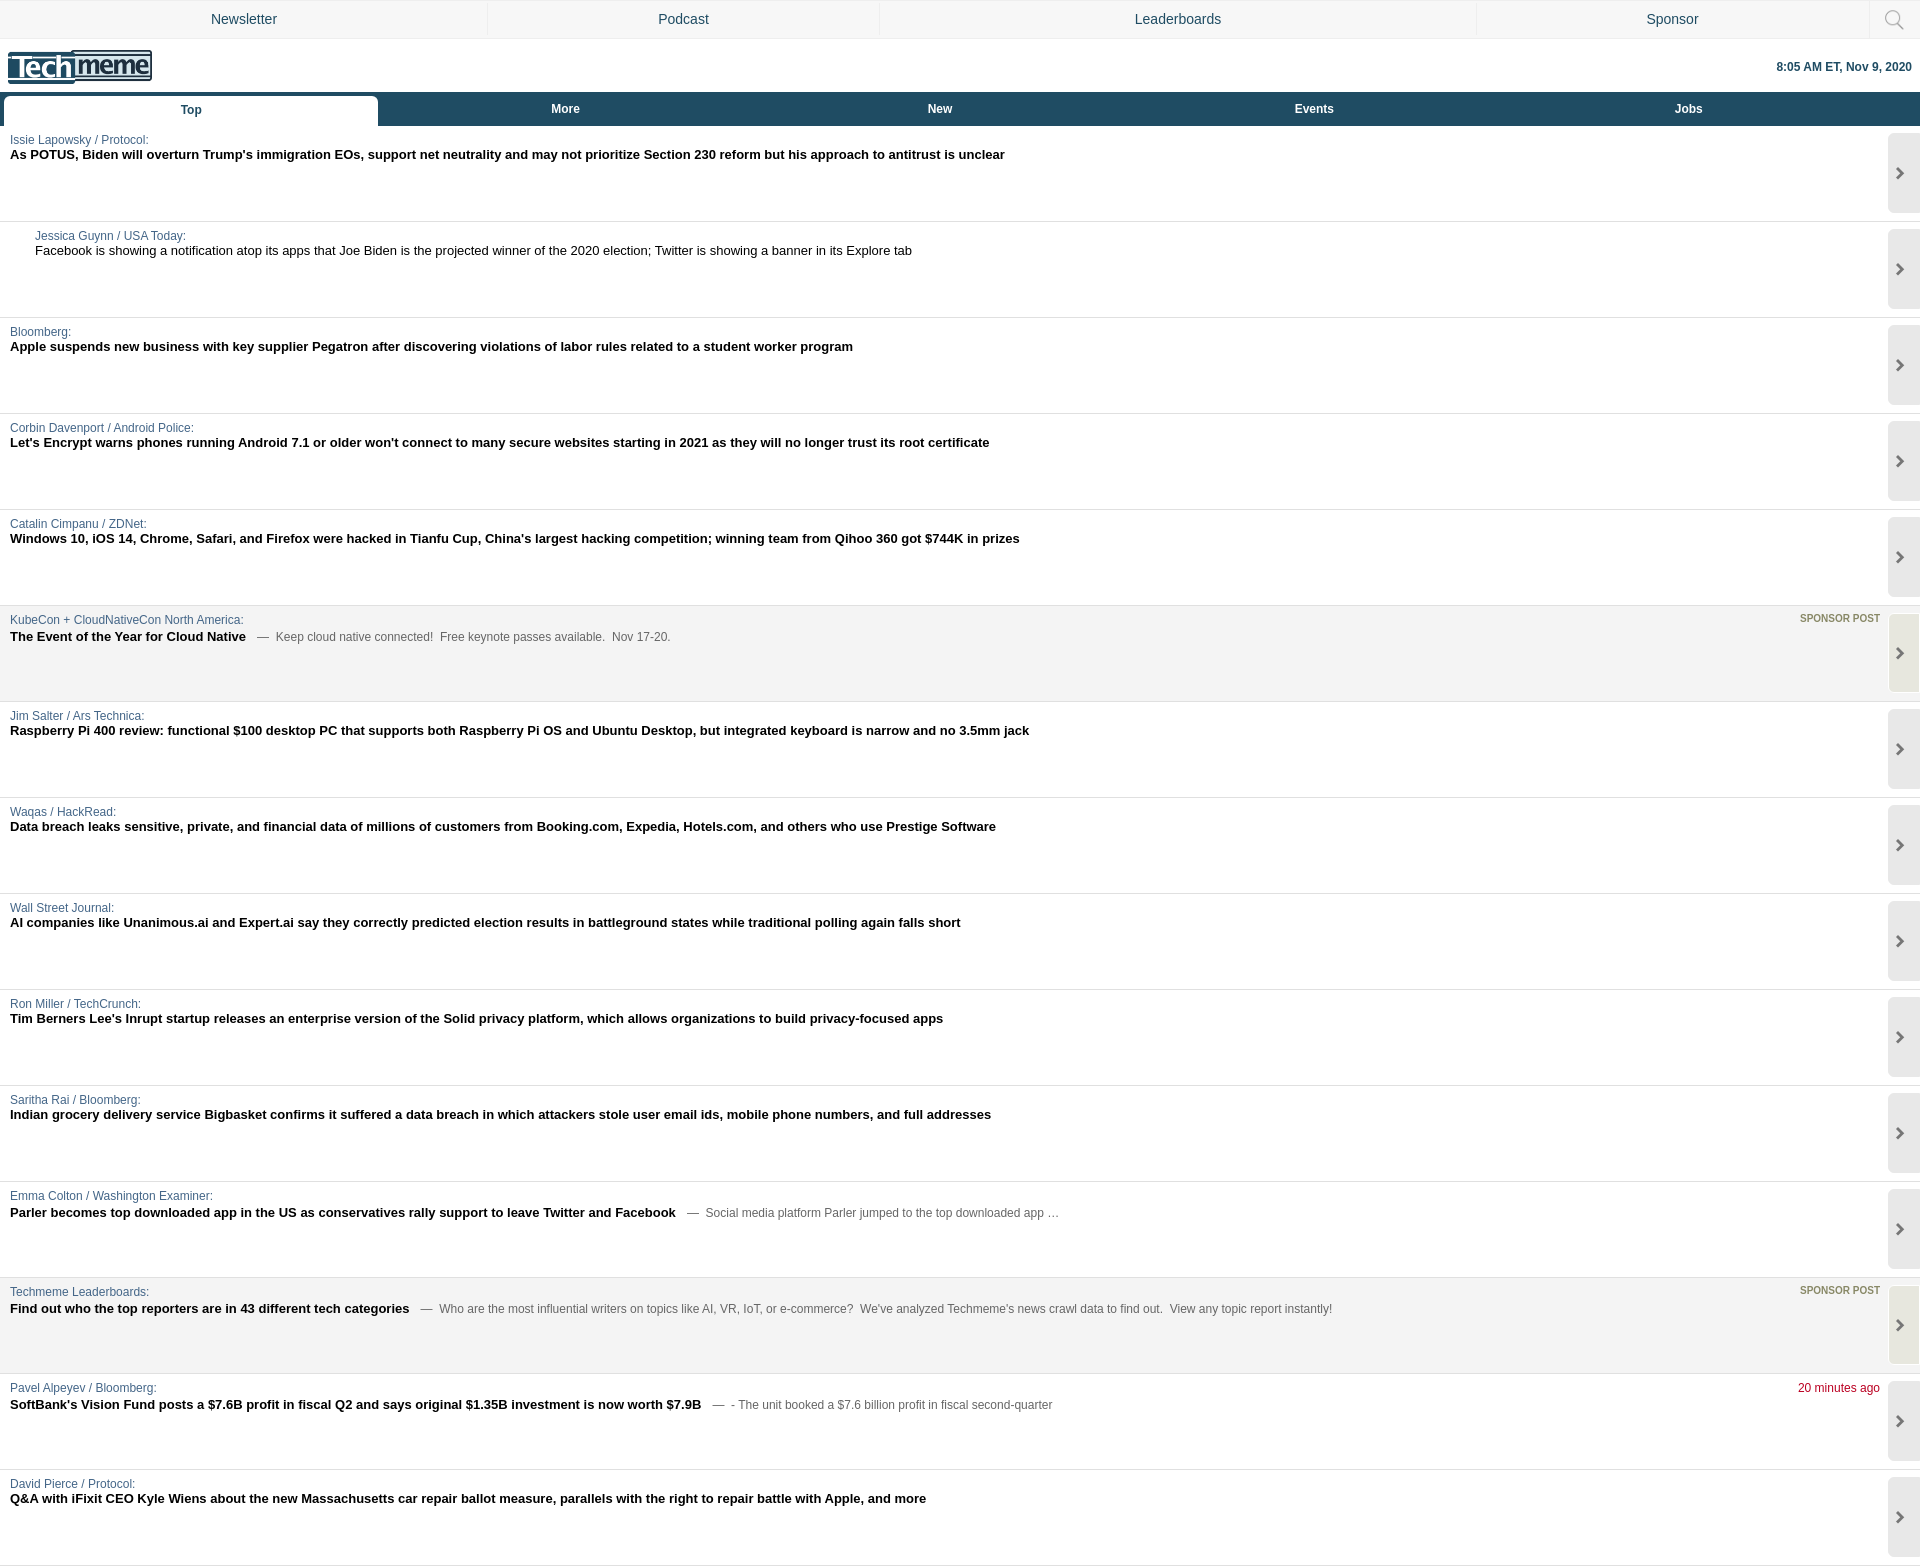 Newsletter
Podcast
Leaderboards
Sponsor
Techmeme
8:05 AM ET, Nov 9, 2020
Top
More
New
Events
Jobs
Issie Lapowsky / Protocol:
As POTUS, Biden will overturn Trump's immigration EOs, support net neutrality and may not prioritize Section 230 reform but his approach to antitrust is unclear
Jessica Guynn / USA Today:
Facebook is showing a notification atop its apps that Joe Biden is the projected winner of the 2020 election; Twitter is showing a banner in its Explore tab
Bloomberg:
Apple suspends new business with key supplier Pegatron after discovering violations of labor rules related to a student worker program
Corbin Davenport / Android Police:
Let's Encrypt warns phones running Android 7.1 or older won't connect to many secure websites starting in 2021 as they will no longer trust its root certificate
Catalin Cimpanu / ZDNet:
Windows 10, iOS 14, Chrome, Safari, and Firefox were hacked in Tianfu Cup, China's largest hacking competition; winning team from Qihoo 360 got $744K in prizes
KubeCon + CloudNativeCon North America:
SPONSOR POST
The Event of the Year for Cloud Native — Keep cloud native connected! Free keynote passes available. Nov 17-20.
Jim Salter / Ars Technica:
Raspberry Pi 400 review: functional $100 desktop PC that supports both Raspberry Pi OS and Ubuntu Desktop, but integrated keyboard is narrow and no 3.5mm jack
Waqas / HackRead:
Data breach leaks sensitive, private, and financial data of millions of customers from Booking.com, Expedia, Hotels.com, and others who use Prestige Software
Wall Street Journal:
AI companies like Unanimous.ai and Expert.ai say they correctly predicted election results in battleground states while traditional polling again falls short
Ron Miller / TechCrunch:
Tim Berners Lee's Inrupt startup releases an enterprise version of the Solid privacy platform, which allows organizations to build privacy-focused apps
Saritha Rai / Bloomberg:
Indian grocery delivery service Bigbasket confirms it suffered a data breach in which attackers stole user email ids, mobile phone numbers, and full addresses
Emma Colton / Washington Examiner:
Parler becomes top downloaded app in the US as conservatives rally support to leave Twitter and Facebook — Social media platform Parler jumped to the top downloaded app …
Techmeme Leaderboards:
SPONSOR POST
Find out who the top reporters are in 43 different tech categories — Who are the most influential writers on topics like AI, VR, IoT, or e-commerce? We've analyzed Techmeme's news crawl data to find out. View any topic report instantly!
Pavel Alpeyev / Bloomberg:
20 minutes ago
SoftBank's Vision Fund posts a $7.6B profit in fiscal Q2 and says original $1.35B investment is now worth $7.9B — - The unit booked a $7.6 billion profit in fiscal second-quarter
David Pierce / Protocol:
Q&A with iFixit CEO Kyle Wiens about the new Massachusetts car repair ballot measure, parallels with the right to repair battle with Apple, and more